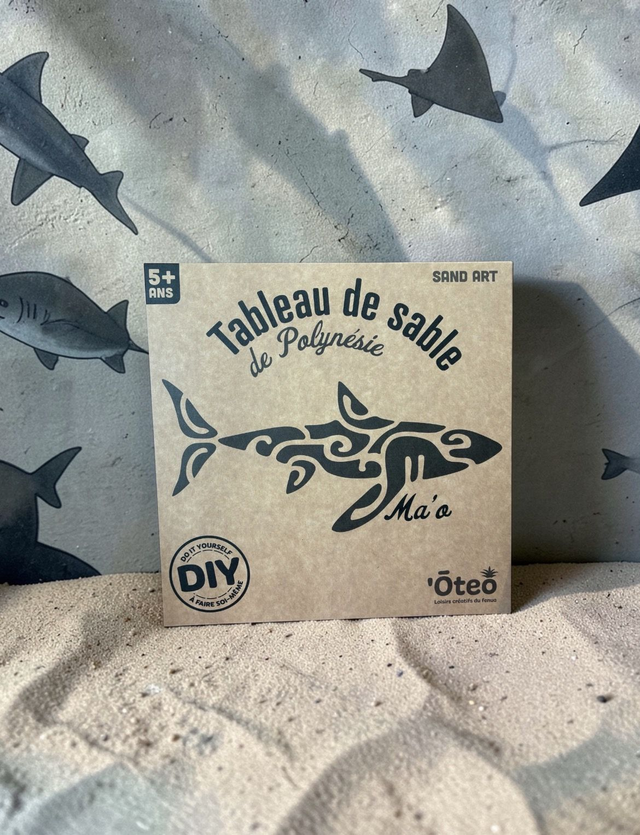 5+
ANS
SAND ART
Tableau de sable
de Polynésie
Ma'o
DO IT YOURSELF
DIY
À FAIRE SOI-MÊME
'Ōteo
Loisirs créatifs du fenua